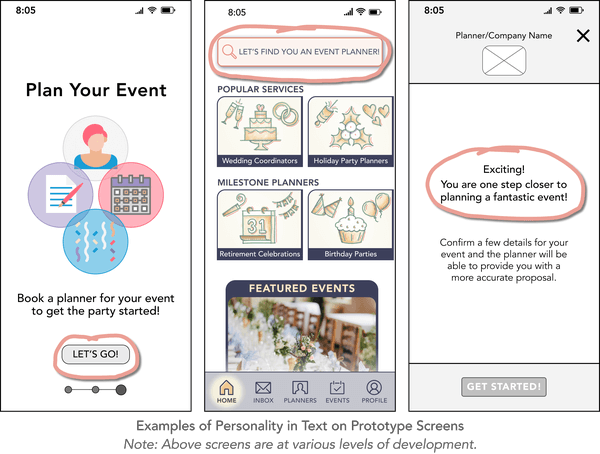 8:05
Plan Your Event
Book a planner for your event
to get the party started!
LET'S GO!
8:05
LET'S FIND YOU AN EVENT PLANNER!
POPULAR SERVICES
Wedding Coordinators
Holiday Party Planners
MILESTONE PLANNERS
31
Retirement Celebrations
Birthday Parties
FEATURED EVENTS
HOME
INBOX
PLANNERS
EVENTS
PROFILE
8:05
Planner/Company Name
Exciting!
You are one step closer to
planning a fantastic event!
Confirm a few details for your
event and the planner will be
able to provide you with a
more accurate proposal.
GET STARTED!
Examples of Personality in Text on Prototype Screens
Note: Above screens are at various levels of development.